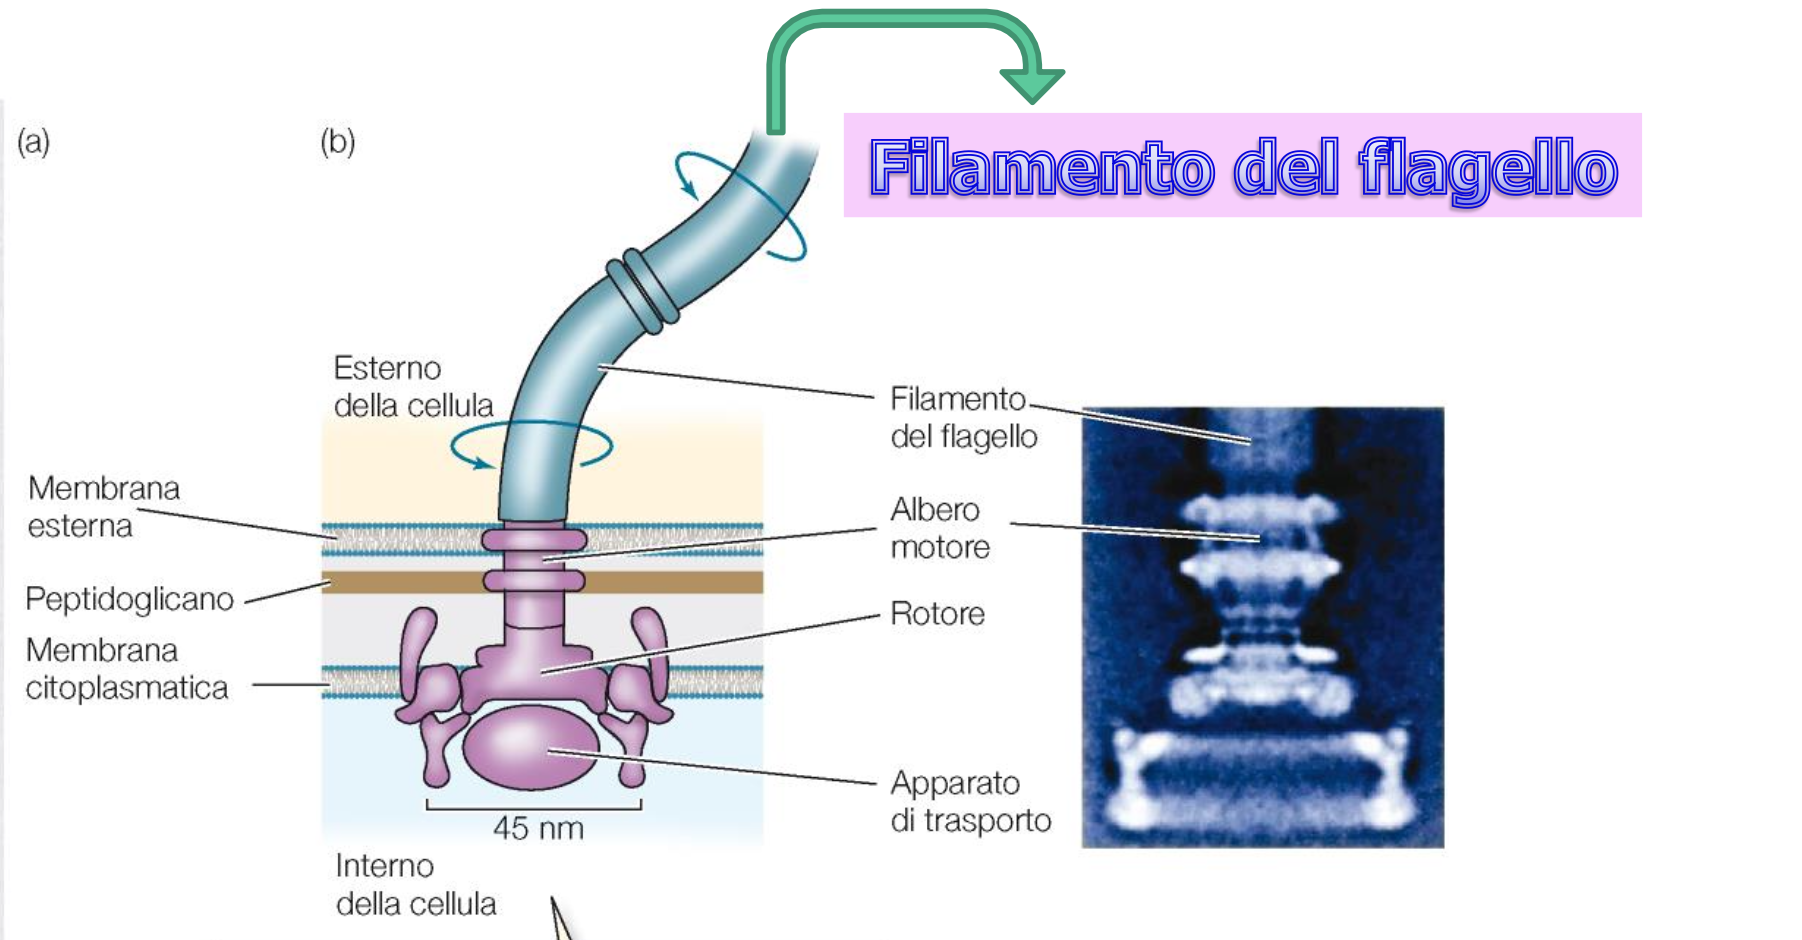 Filamento del flagello
(a)
(b)
Esterno
della cellula
Filamento
del flagello
Membrana
esterna
Albero
motore
Peptidoglicano
Rotore
Membrana
citoplasmatica
Apparato
di trasporto
45 nm
Interno
della cellula